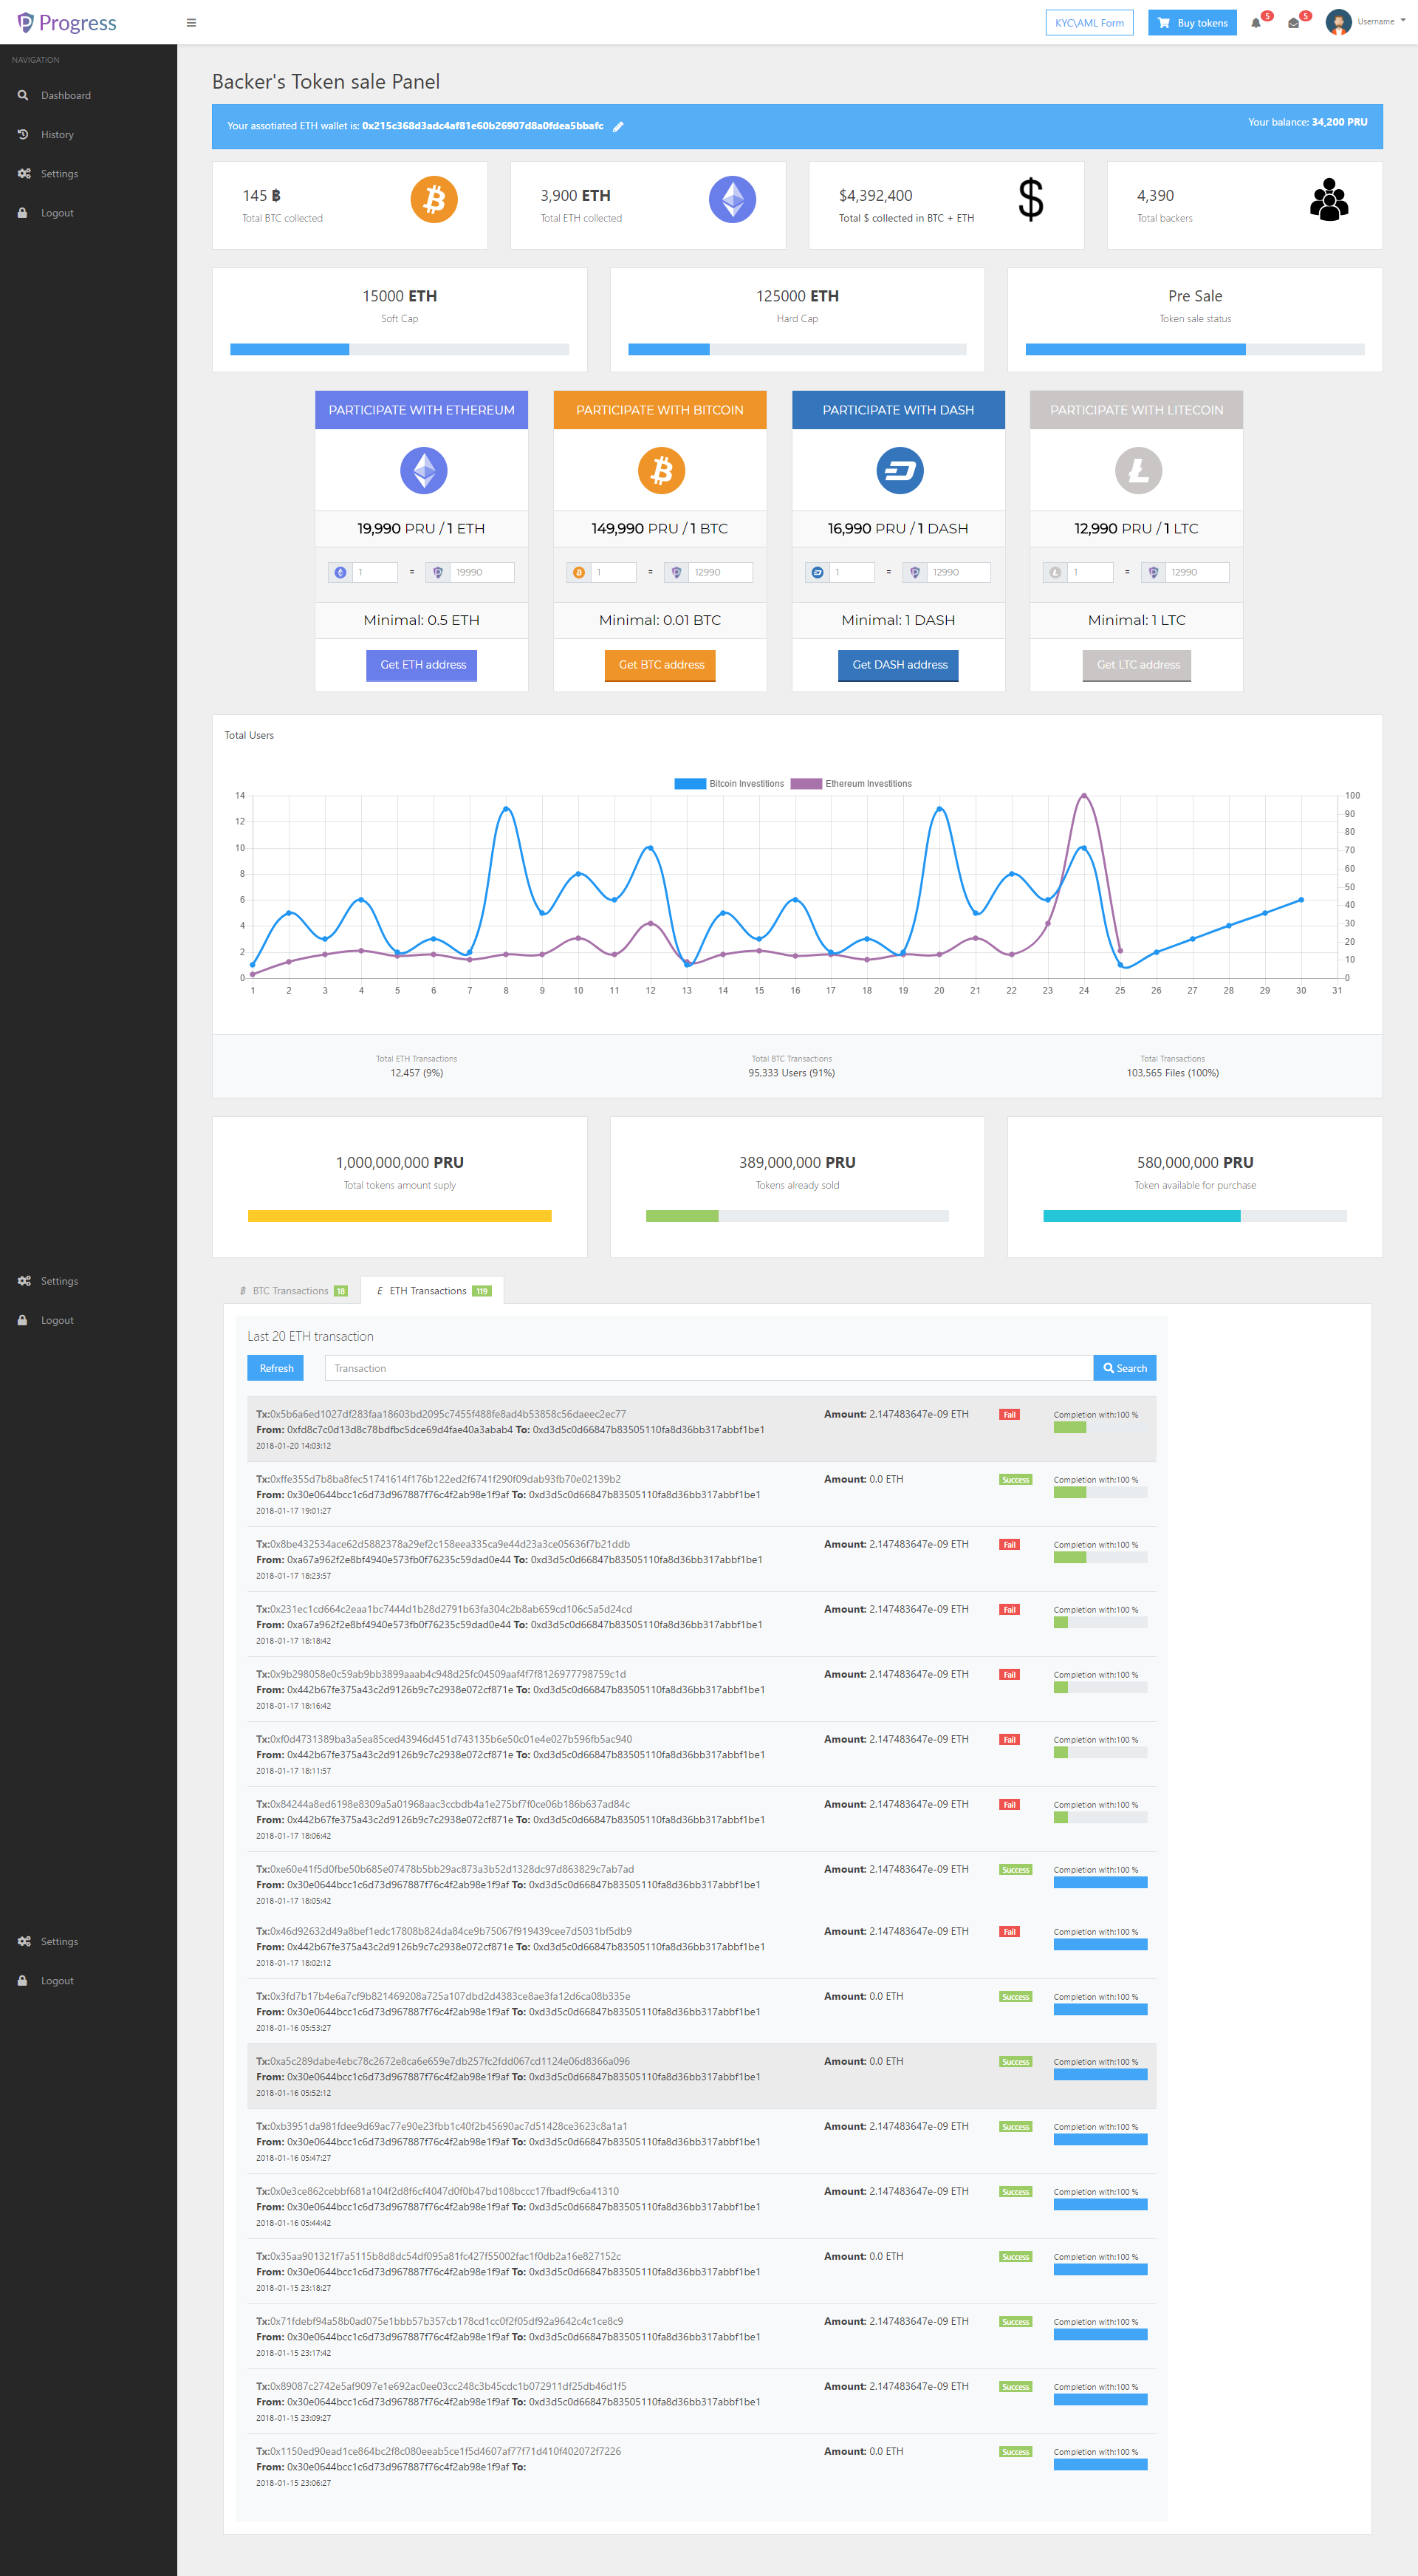 Progress
KYC\AML Form
Buy tokens
5
5
Username
NAVIGATION
Dashboard
History
Settings
Logout
Backer's Token sale Panel
Your assotiated ETH wallet is: 0x215c368d3adc4af81e60b26907d8a0fdea5bbafc
Your balance: 34,200 PRU
145 ฿
Total BTC collected
3,900 ETH
Total ETH collected
$4,392,400
Total $ collected in BTC + ETH
$
4,390
Total backers
15000 ETH
Soft Cap
125000 ETH
Hard Cap
Pre Sale
Token sale status
PARTICIPATE WITH ETHEREUM
19,990 PRU / 1 ETH
1 = 19990
Minimal: 0.5 ETH
Get ETH address
PARTICIPATE WITH BITCOIN
149,990 PRU / 1 BTC
1 = 12990
Minimal: 0.01 BTC
Get BTC address
PARTICIPATE WITH DASH
16,990 PRU / 1 DASH
1 = 12990
Minimal: 1 DASH
Get DASH address
PARTICIPATE WITH LITECOIN
12,990 PRU / 1 LTC
1 = 12990
Minimal: 1 LTC
Get LTC address
Total Users
Bitcoin Investitions
Ethereum Investitions
14
12
10
8
6
4
2
0
100
90
80
70
60
50
40
30
20
10
0
1 2 3 4 5 6 7 8 9 10 11 12 13 14 15 16 17 18 19 20 21 22 23 24 25 26 27 28 29 30 31
Total ETH Transactions
12,457 (9%)
Total BTC Transactions
95,333 Users (91%)
Total Transactions
103,565 Files (100%)
1,000,000,000 PRU
Total tokens amount suply
389,000,000 PRU
Tokens already sold
580,000,000 PRU
Token available for purchase
Settings
Logout
BTC Transactions 18
E ETH Transactions 119
Last 20 ETH transaction
Refresh
Transaction
Search
Tx:0x5b6a6ed1027df283faa18603bd2095c7455f488fe8ad4b53858c56daeec2ec77
From: 0xfd8c7c0d13d8c78bdfbc5dce69d4fae40a3abab4 To: 0xd3d5c0d66847b83505110fa8d36bb317abbf1be1
2018-01-20 14:03:12
Amount: 2.147483647e-09 ETH
Fail
Completion with:100 %
Tx:0xffe355d7b8ba8fec51741614f176b122ed2f6741f290f09dab93fb70e02139b2
From: 0x30e0644bcc1c6d73d967887f76c4f2ab98e1f9af To: 0xd3d5c0d66847b83505110fa8d36bb317abbf1be1
2018-01-17 19:01:27
Amount: 0.0 ETH
Success
Completion with:100 %
Tx:0x8be432534ace62d5882378a29ef2c158eea335ca9e44d23a3ce05636f7b21ddb
From: 0xa67a962f2e8bf4940e573fb0f76235c59dad0e44 To: 0xd3d5c0d66847b83505110fa8d36bb317abbf1be1
2018-01-17 18:23:57
Amount: 2.147483647e-09 ETH
Fail
Completion with:100 %
Tx:0x231ec1cd664c2eaa1bc7444d1b28d2791b63fa304c2b8ab659cd106c5a5d24cd
From: 0xa67a962f2e8bf4940e573fb0f76235c59dad0e44 To: 0xd3d5c0d66847b83505110fa8d36bb317abbf1be1
2018-01-17 18:18:42
Amount: 2.147483647e-09 ETH
Fail
Completion with:100 %
Tx:0x9b298058e0c59ab9bb3899aaab4c948d25fc04509aaf4f7f8126977798759c1d
From: 0x442b67fe375a43c2d9126b9c7c2938e072cf871e To: 0xd3d5c0d66847b83505110fa8d36bb317abbf1be1
2018-01-17 18:16:42
Amount: 2.147483647e-09 ETH
Fail
Completion with:100 %
Tx:0xf0d4731389ba3a5ea85ced43946d451d743135b6e50c01e4e027b596fb5ac940
From: 0x442b67fe375a43c2d9126b9c7c2938e072cf871e To: 0xd3d5c0d66847b83505110fa8d36bb317abbf1be1
2018-01-17 18:11:57
Amount: 2.147483647e-09 ETH
Fail
Completion with:100 %
Tx:0x84244a8ed6198e8309a5a01968aac3ccbdb4a1e275bf7f0ce06b186b637ad84c
From: 0x442b67fe375a43c2d9126b9c7c2938e072cf871e To: 0xd3d5c0d66847b83505110fa8d36bb317abbf1be1
2018-01-17 18:06:42
Amount: 2.147483647e-09 ETH
Fail
Completion with:100 %
Tx:0xe60e41f5d0fbe50b685e07478b5bb29ac873a3b52d1328dc97d863829c7ab7ad
From: 0x30e0644bcc1c6d73d967887f76c4f2ab98e1f9af To: 0xd3d5c0d66847b83505110fa8d36bb317abbf1be1
2018-01-17 18:05:42
Amount: 2.147483647e-09 ETH
Success
Completion with:100 %
Settings
Logout
Tx:0x46d92632d49a8bef1edc17808b824da84ce9b75067f919439cee7d5031bf5db9
From: 0x442b67fe375a43c2d9126b9c7c2938e072cf871e To: 0xd3d5c0d66847b83505110fa8d36bb317abbf1be1
2018-01-17 18:02:12
Amount: 2.147483647e-09 ETH
Fail
Completion with:100 %
Tx:0x3fd7b17b4e6a7cf9b821469208a725a107dbd2d4383ce8ae3fa12d6ca08b335e
From: 0x30e0644bcc1c6d73d967887f76c4f2ab98e1f9af To: 0xd3d5c0d66847b83505110fa8d36bb317abbf1be1
2018-01-16 05:53:27
Amount: 0.0 ETH
Success
Completion with:100 %
Tx:0xa5c289dabe4ebc78c2672e8ca6e659e7db257fc2fdd067cd1124e06d8366a096
From: 0x30e0644bcc1c6d73d967887f76c4f2ab98e1f9af To: 0xd3d5c0d66847b83505110fa8d36bb317abbf1be1
2018-01-16 05:52:12
Amount: 0.0 ETH
Success
Completion with:100 %
Tx:0xb3951da981fdee9d69ac77e90e23fbb1c40f2b45690ac7d51428ce3623c8a1a1
From: 0x30e0644bcc1c6d73d967887f76c4f2ab98e1f9af To: 0xd3d5c0d66847b83505110fa8d36bb317abbf1be1
2018-01-16 05:47:27
Amount: 2.147483647e-09 ETH
Success
Completion with:100 %
Tx:0x0e3ce862cebbf681a104f2d8f6cf4047d0f0b47bd108bccc17fbadf9c6a41310
From: 0x30e0644bcc1c6d73d967887f76c4f2ab98e1f9af To: 0xd3d5c0d66847b83505110fa8d36bb317abbf1be1
2018-01-16 05:44:42
Amount: 2.147483647e-09 ETH
Success
Completion with:100 %
Tx:0x35aa901321f7a5115b8d8dc54df095a81fc427f55002fac1f0db2a16e827152c
From: 0x30e0644bcc1c6d73d967887f76c4f2ab98e1f9af To: 0xd3d5c0d66847b83505110fa8d36bb317abbf1be1
2018-01-15 23:18:27
Amount: 0.0 ETH
Success
Completion with:100 %
Tx:0x71fdebf94a58b0ad075e1bbb57b357cb178cd1cc0f2f05df92a9642c4c1ce8c9
From: 0x30e0644bcc1c6d73d967887f76c4f2ab98e1f9af To: 0xd3d5c0d66847b83505110fa8d36bb317abbf1be1
2018-01-15 23:17:42
Amount: 2.147483647e-09 ETH
Success
Completion with:100 %
Tx:0x89087c2742e5af9097e1e692ac0ee03cc248c3b45cdc1b072911df25db46d1f5
From: 0x30e0644bcc1c6d73d967887f76c4f2ab98e1f9af To: 0xd3d5c0d66847b83505110fa8d36bb317abbf1be1
2018-01-15 23:09:27
Amount: 2.147483647e-09 ETH
Success
Completion with:100 %
Tx:0x1150ed90ead1ce864bc2f8c080eeab5ce1f5d4607af77f71d410f402072f7226
From: 0x30e0644bcc1c6d73d967887f76c4f2ab98e1f9af To:
2018-01-15 23:06:27
Amount: 0.0 ETH
Success
Completion with:100 %